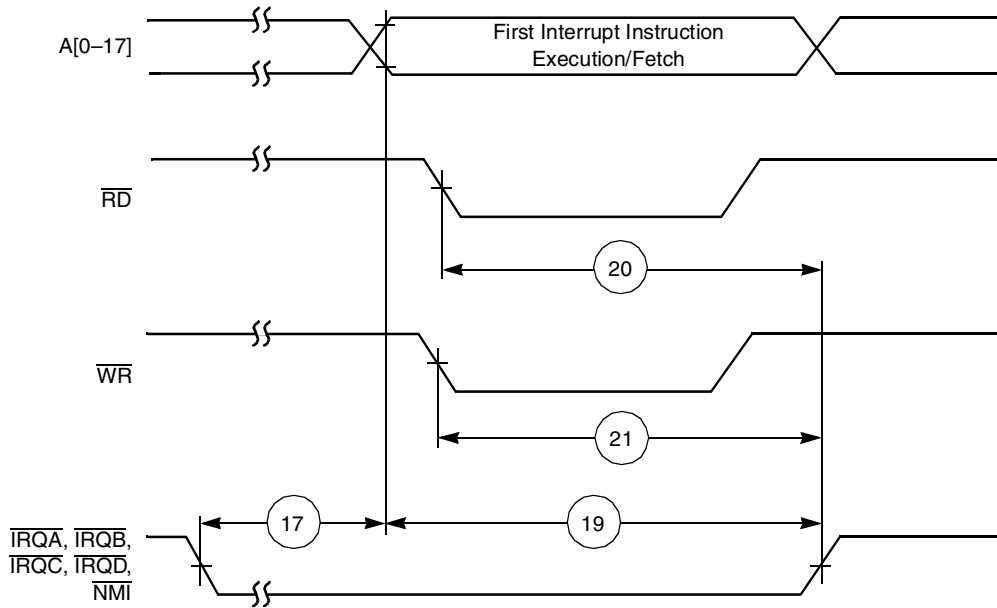 A[0–17]
First Interrupt Instruction
Execution/Fetch
RD
20
WR
21
17
19
IRQA, IRQB,
IRQC, IRQD,
NMI